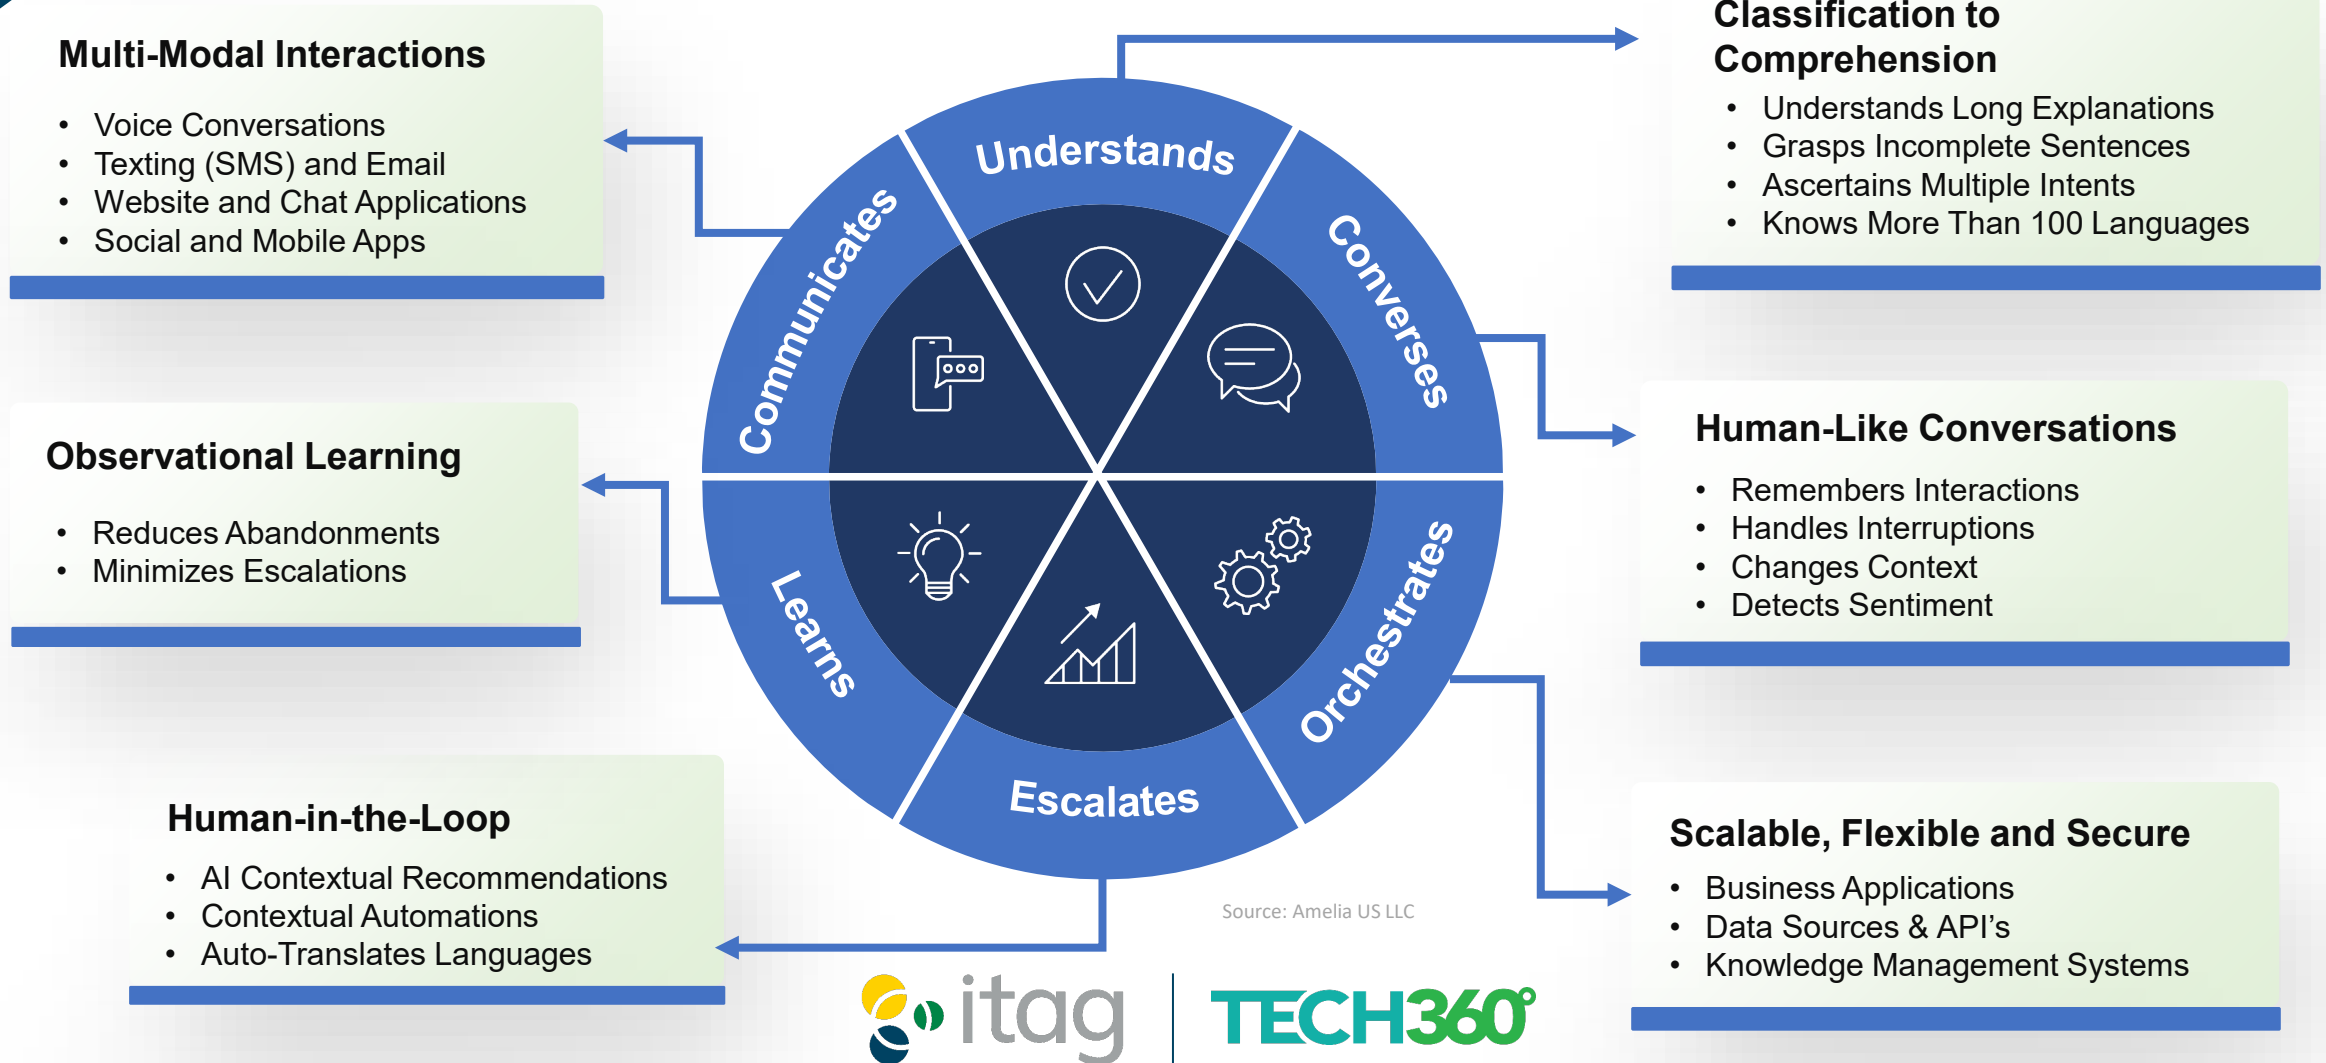 Multi-Modal Interactions
• Voice Conversations
• Texting (SMS) and Email
• Website and Chat Applications
• Social and Mobile Apps
Observational Learning
• Reduces Abandonments
• Minimizes Escalations
Human-in-the-Loop
• AI Contextual Recommendations
• Contextual Automations
• Auto-Translates Languages
Understands
Converses
Orchestrates
Escalates
Learns
Communicates
Classification to
Comprehension
• Understands Long Explanations
• Grasps Incomplete Sentences
• Ascertains Multiple Intents
• Knows More Than 100 Languages
Human-Like Conversations
• Remembers Interactions
• Handles Interruptions
• Changes Context
• Detects Sentiment
Scalable, Flexible and Secure
• Business Applications
• Data Sources & API’s
• Knowledge Management Systems
Source: Amelia US LLC
itag
TECH360°